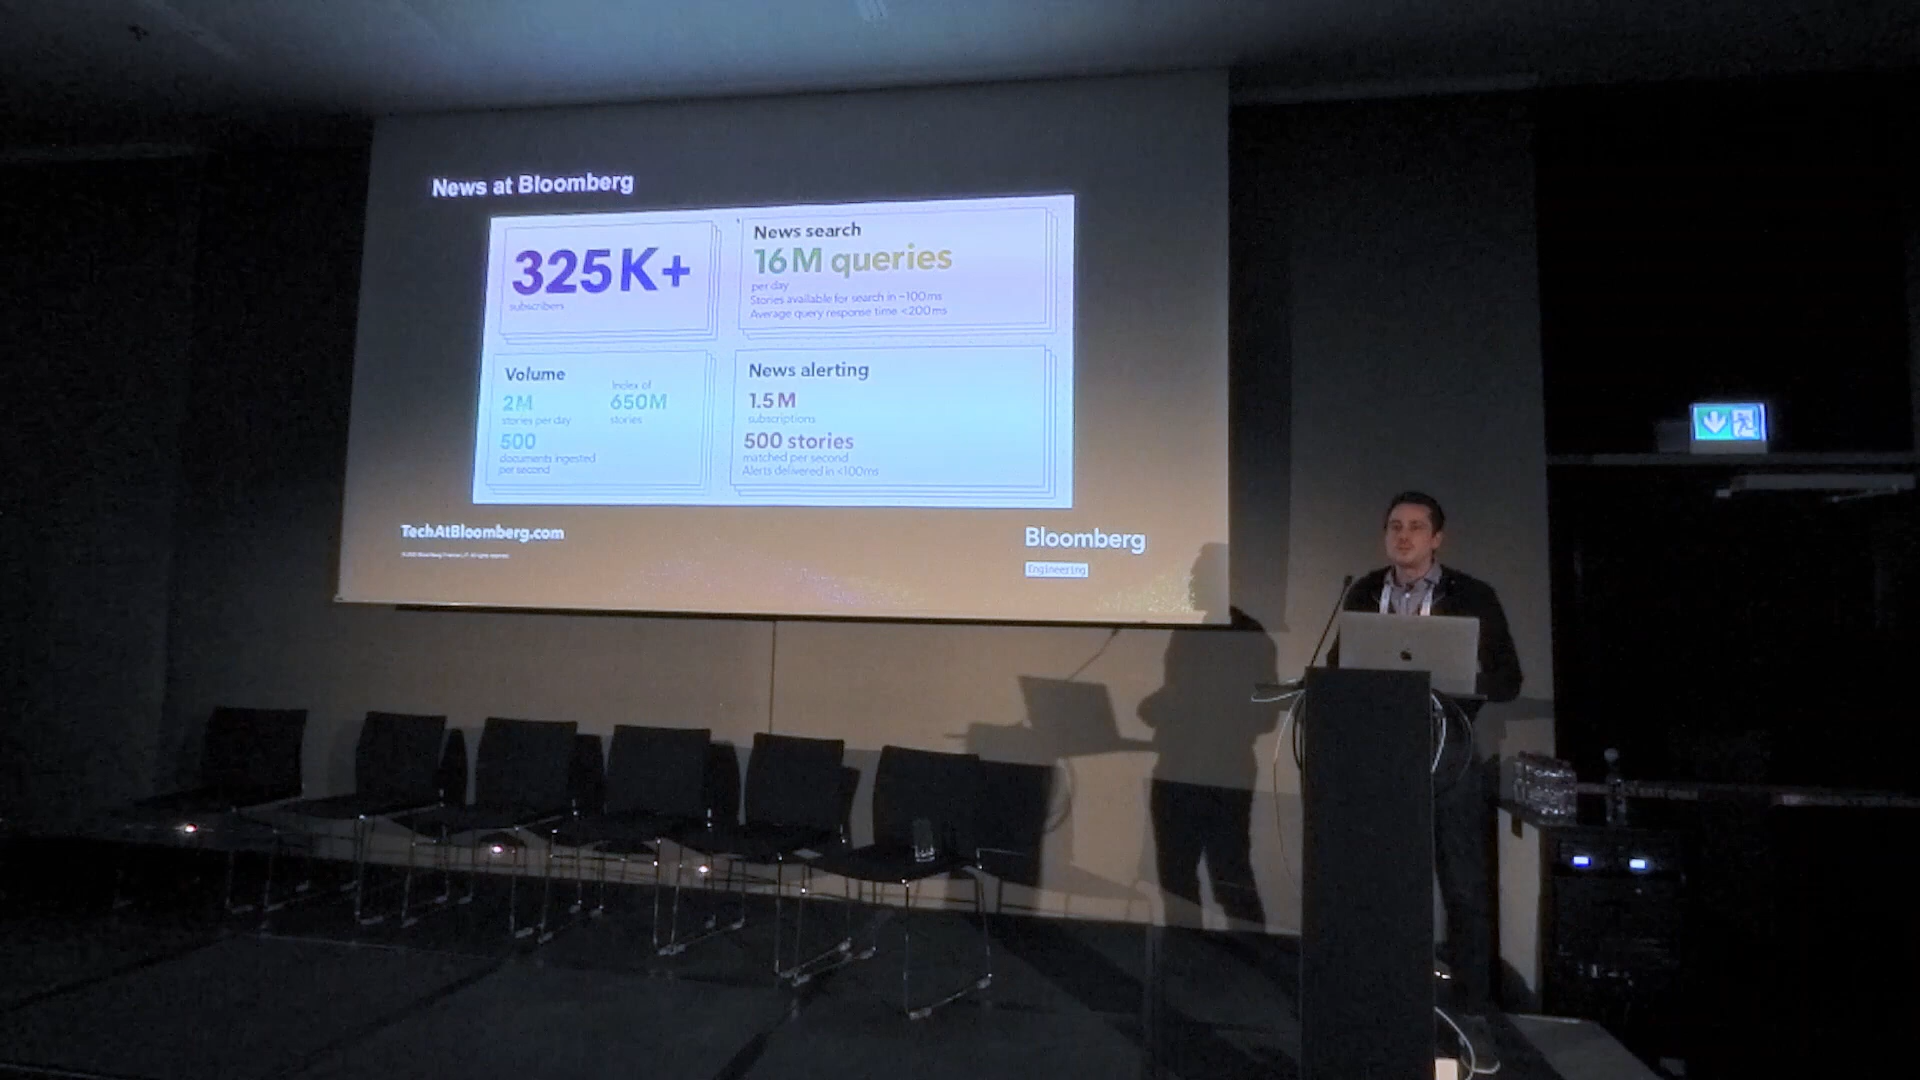 News at Bloomberg
325K+
subscribers
News search
16M queries
per day
Stories available for search in ~100ms
Average query response time <200ms
Volume
2M
stories per day
Index of
650M
stories
500
documents ingested
per second
News alerting
1.5M
subscriptions
500 stories
matched per second
Alerts delivered in <100ms
TechAtBloomberg.com
Bloomberg
Engineering